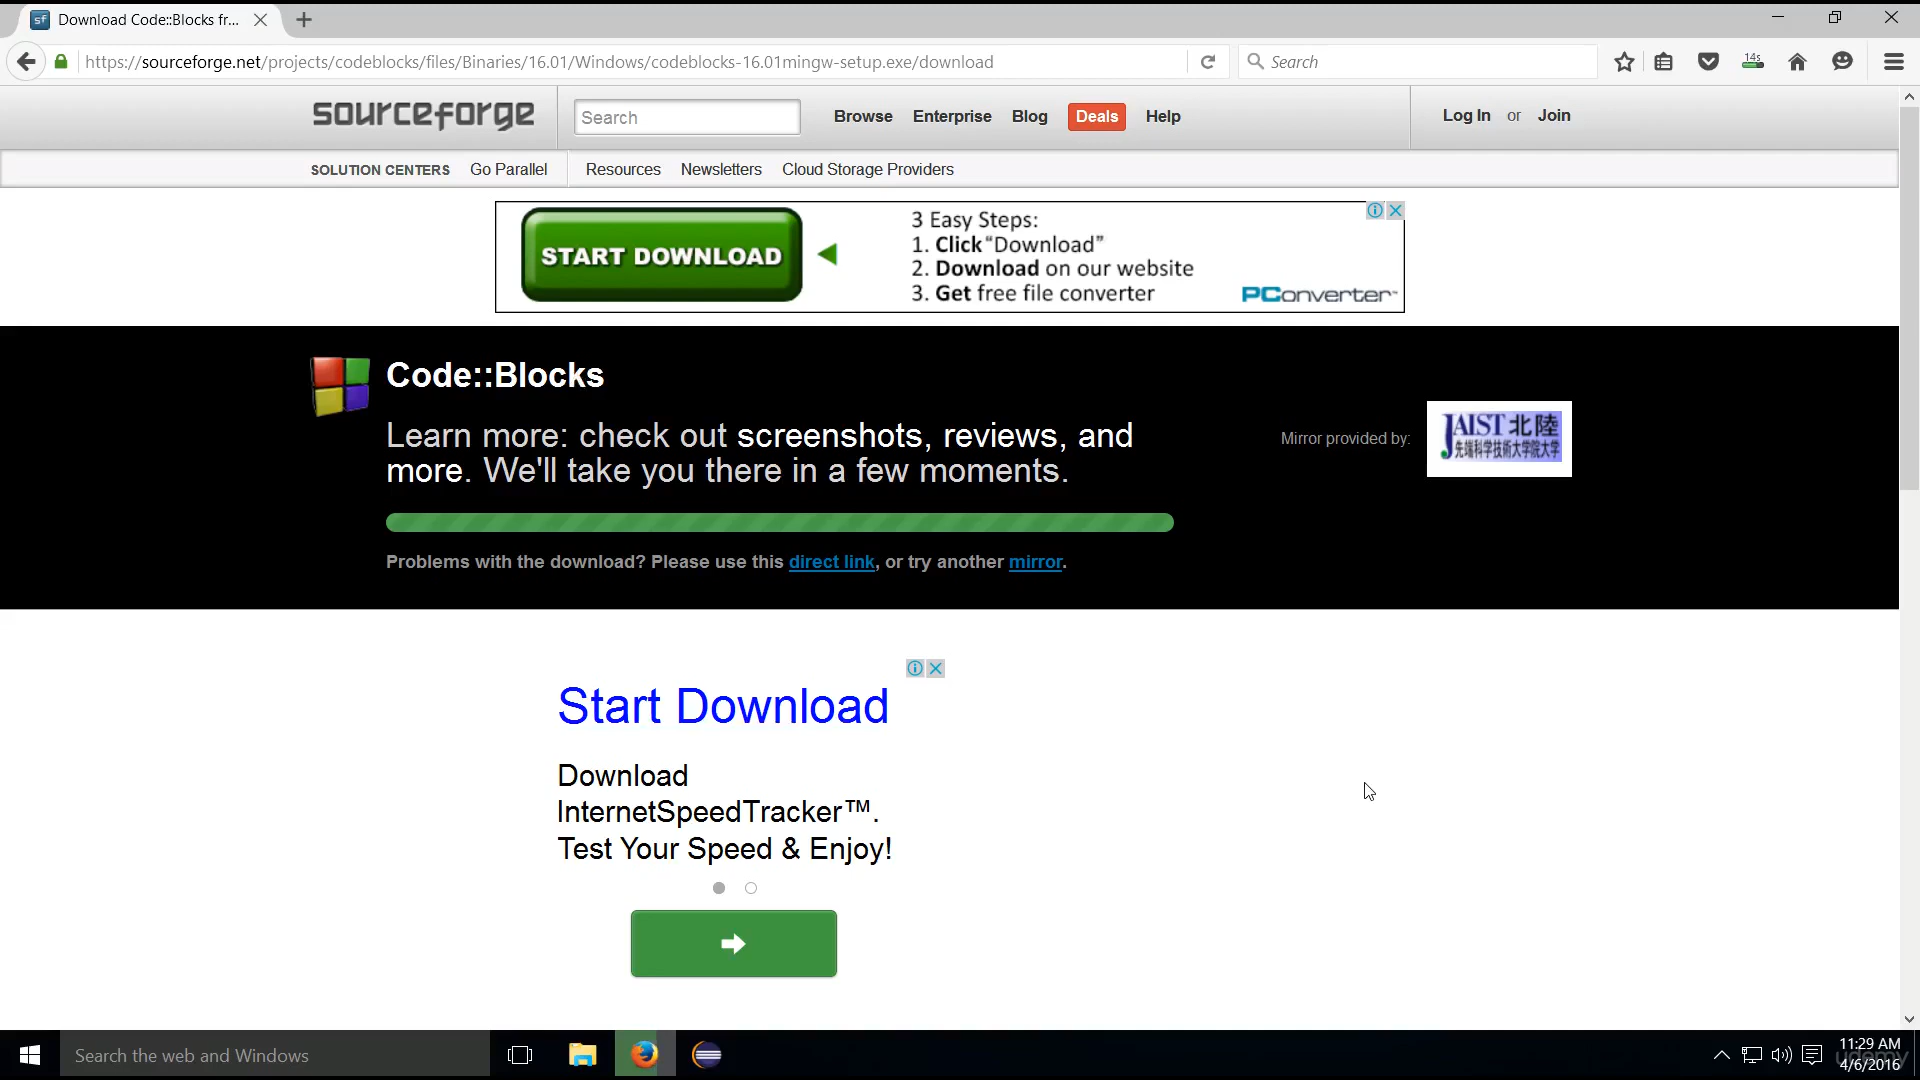 Download Code::Blocks fr...
https://sourceforge.net/projects/codeblocks/files/Binaries/16.01/Windows/codeblocks-16.01mingw-setup.exe/download
Search
14s
sourceforge
Search
Browse
Enterprise
Blog
Deals
Help
Log In or Join
SOLUTION CENTERS
Go Parallel
Resources
Newsletters
Cloud Storage Providers
START DOWNLOAD
3 Easy Steps:
1. Click “Download”
2. Download on our website
3. Get free file converter
PConverter™
Code::Blocks
Learn more: check out screenshots, reviews, and
more. We'll take you there in a few moments.
Mirror provided by:
JAIST 北陸
先端科学技術大学院大学
Problems with the download? Please use this direct link, or try another mirror.
Start Download
Download
InternetSpeedTracker™.
Test Your Speed & Enjoy!
Search the web and Windows
11:29 AM
4/6/2016
udemy